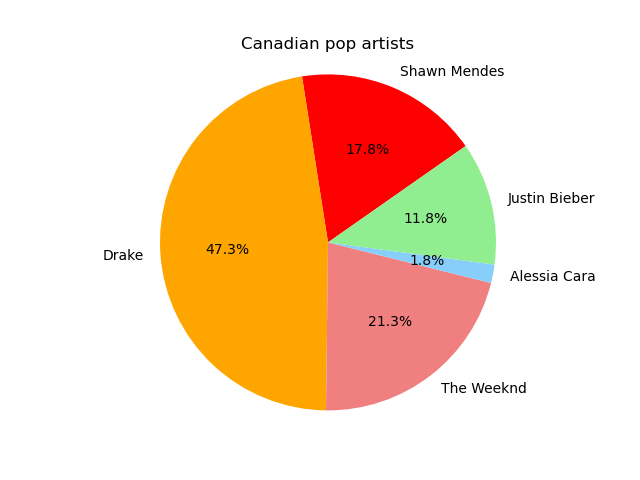 Canadian pop artists
Shawn Mendes
17.8%
Justin Bieber
11.8%
Drake
47.3%
1.8%
Alessia Cara
21.3%
The Weeknd